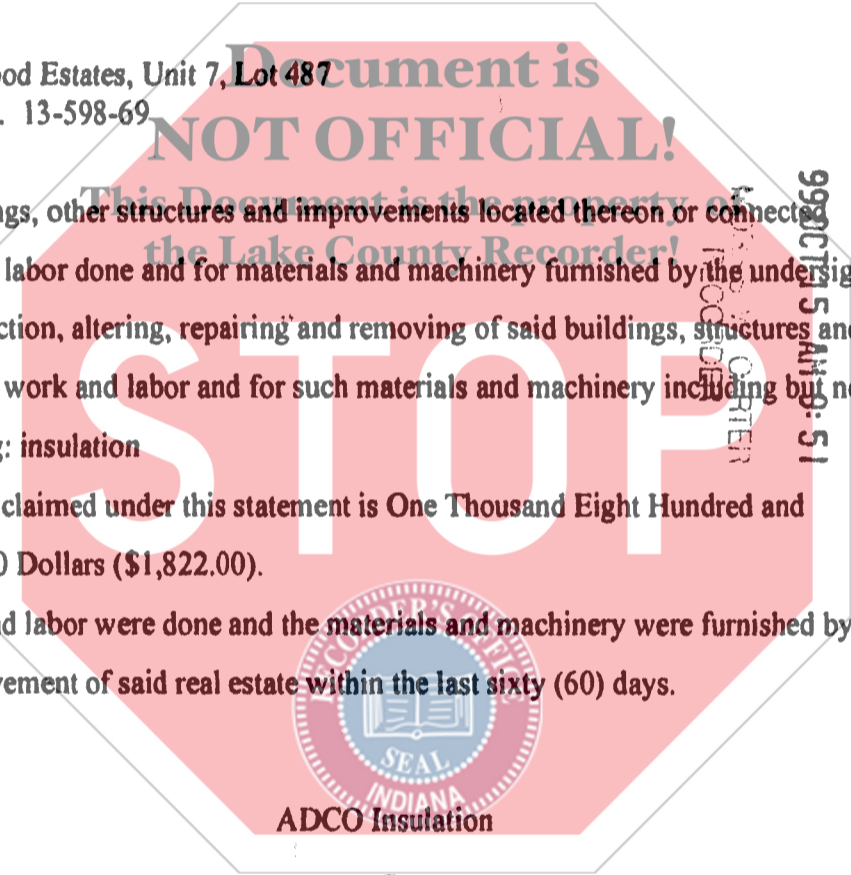 Document is
NOT OFFICIAL!
This Document is the property of
the Lake County Recorder!
od Estates, Unit 7, Lot 487
. 13-598-69
ngs, other structures and improvements located thereon or connected
labor done and for materials and machinery furnished by the undersig
ction, altering, repairing and removing of said buildings, structures and
work and labor and for such materials and machinery including but no
g: insulation
claimed under this statement is One Thousand Eight Hundred and
0 Dollars ($1,822.00).
nd labor were done and the materials and machinery were furnished by
vement of said real estate within the last sixty (60) days.
ADCO Insulation
STOP
RECORDER'S OFFICE
SEAL
INDIANA
99 OCT 15 AM 8:51
CARTER
RECORDER